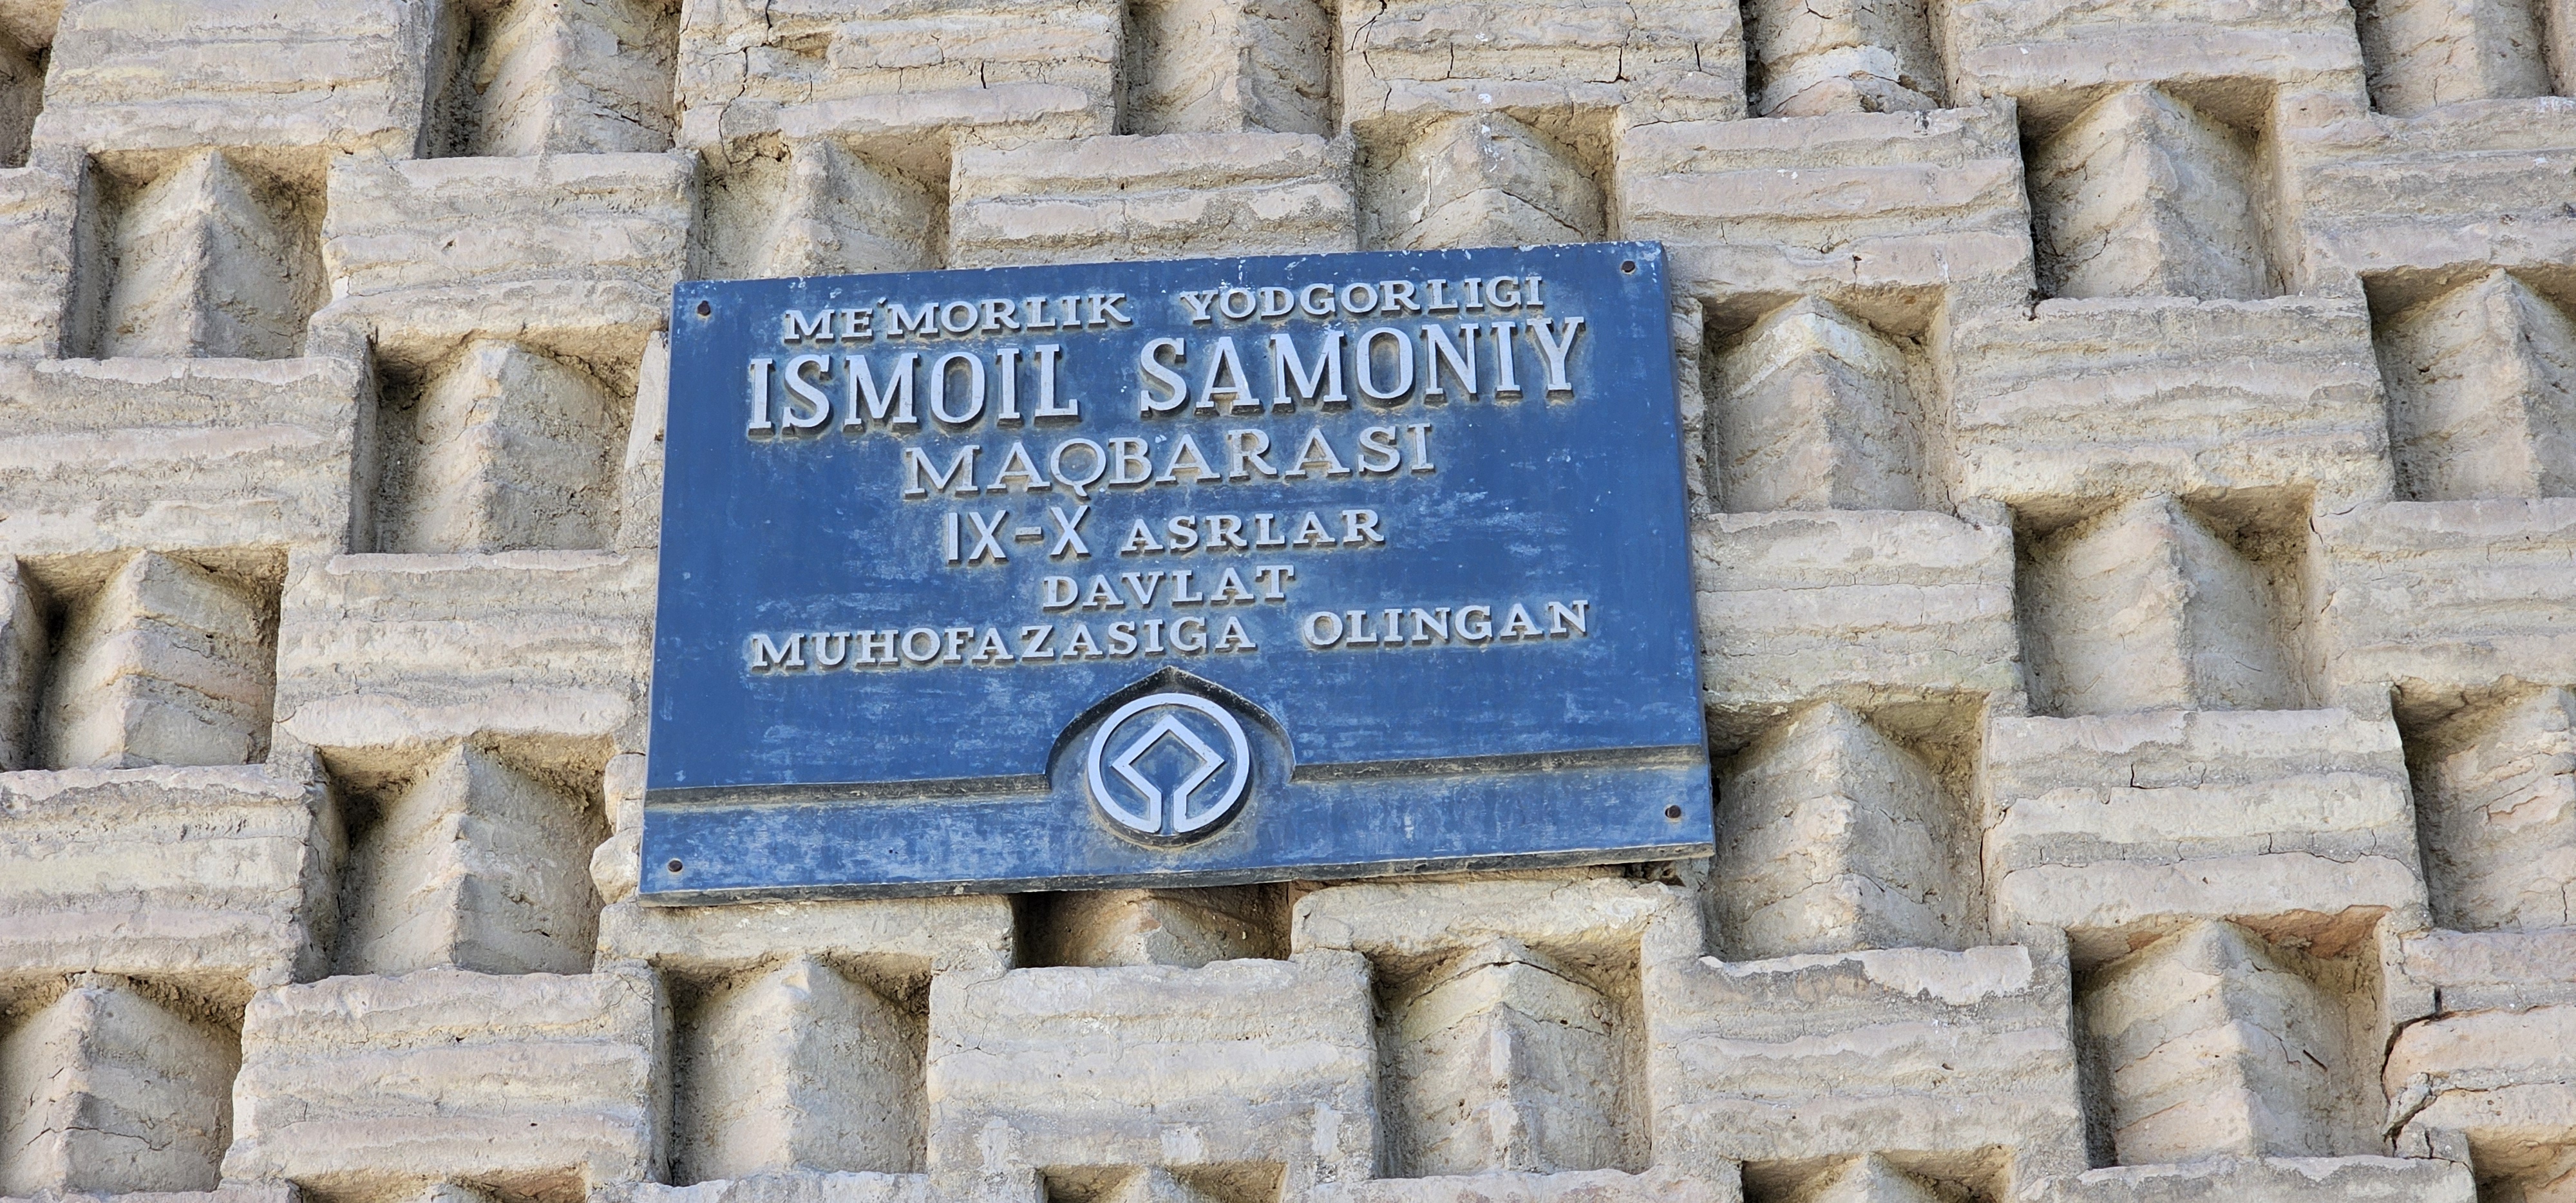 ME'MORLIK YODGORLIGI
ISMOIL SAMONIY
MAQBARASI
IX-X ASRLAR
DAVLAT
MUHOFAZASIGA OLINGAN